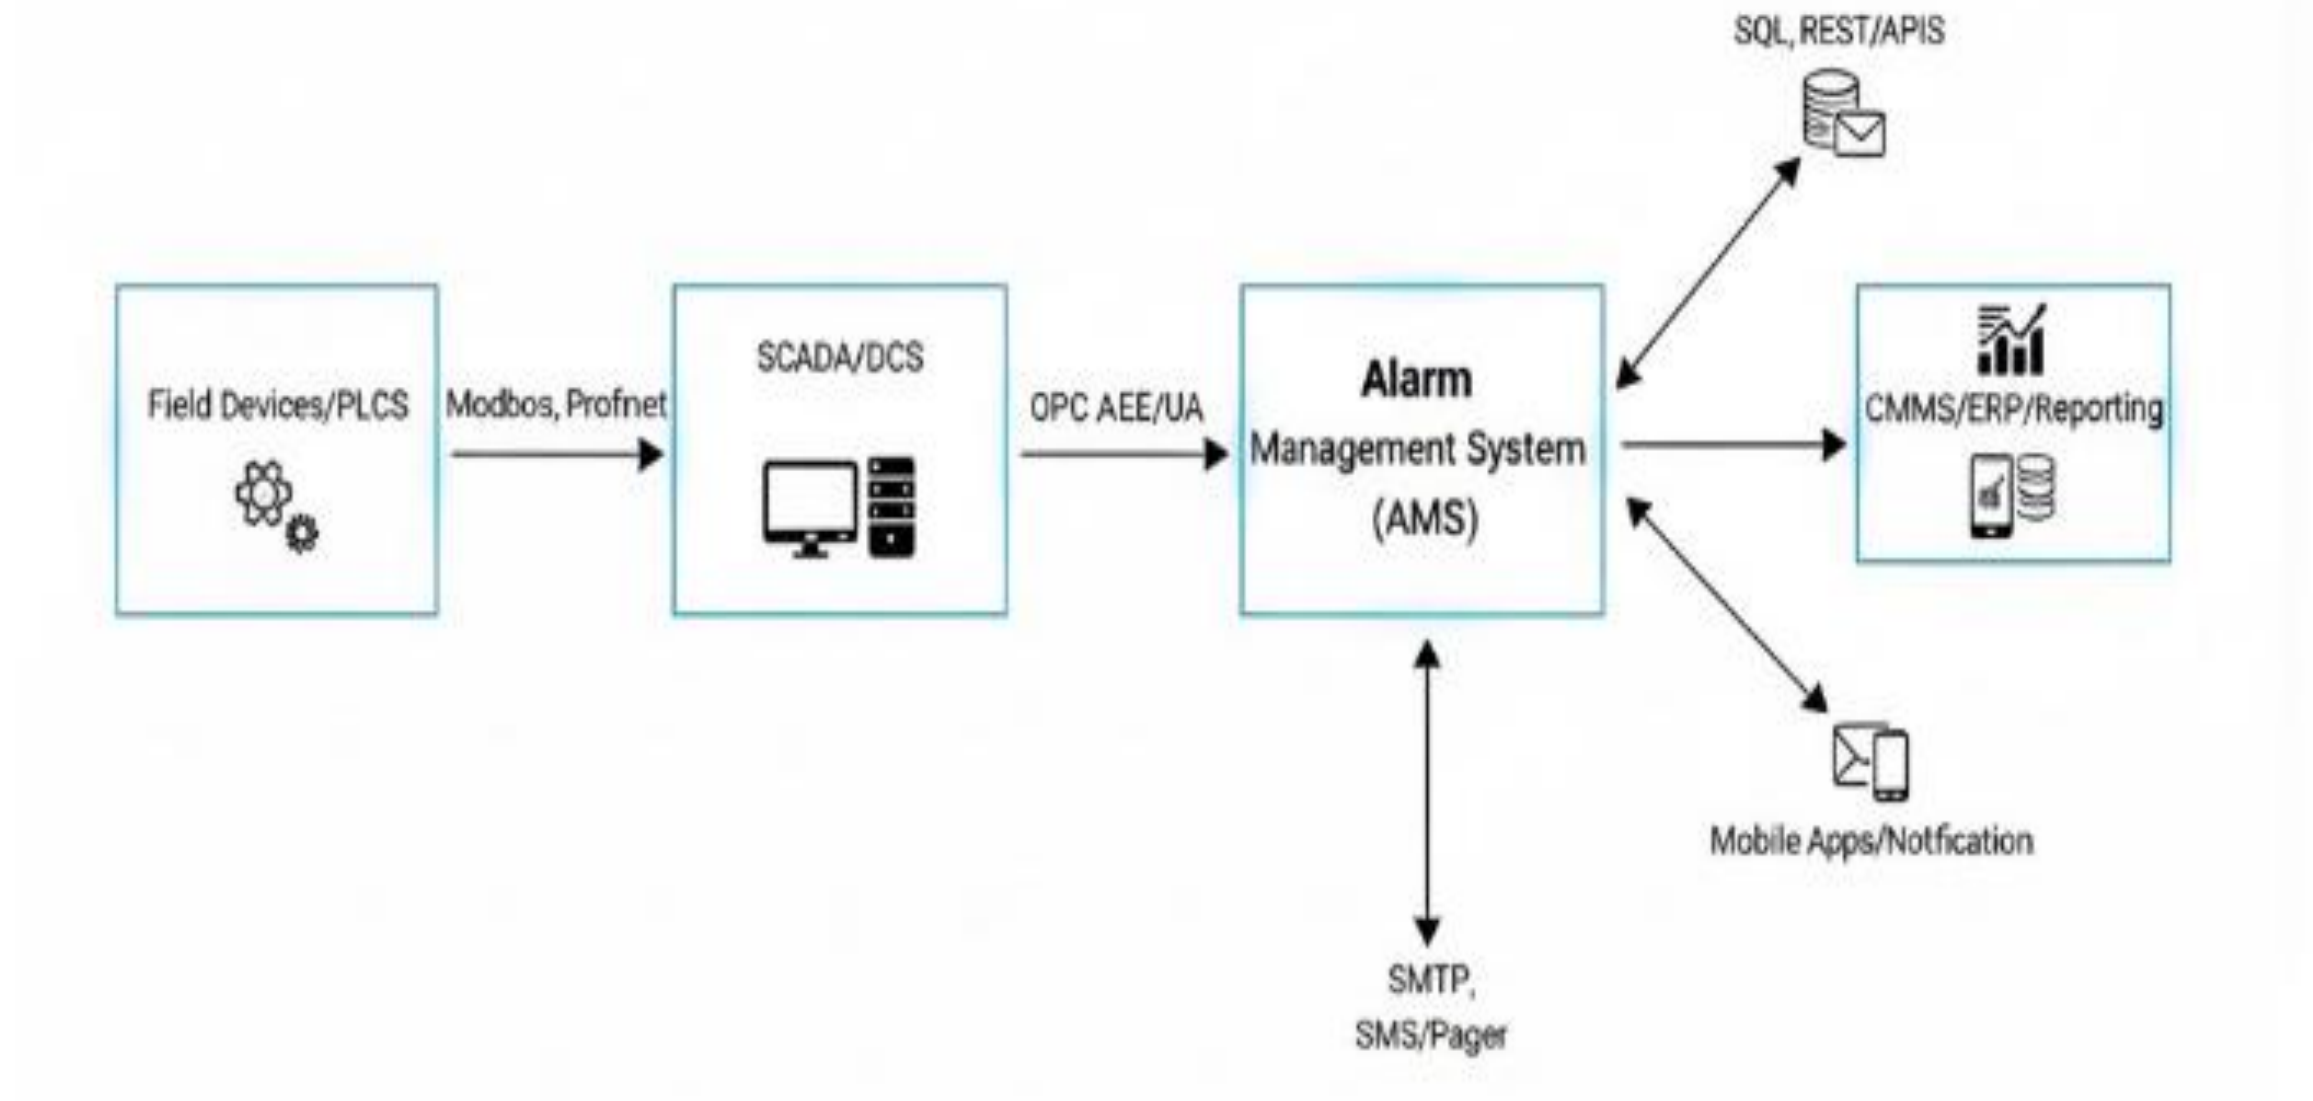 SQL, REST/APIS
Field Devices/PLCS
Modbos, Profnet
SCADA/DCS
OPC AEE/UA
Alarm
Management System
(AMS)
CMMS/ERP/Reporting
Mobile Apps/Notfication
SMTP,
SMS/Pager